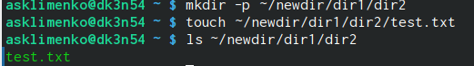 asklimenko@dk3n54 ~ $ mkdir -p ~/newdir/dir1/dir2
asklimenko@dk3n54 ~ $ touch ~/newdir/dir1/dir2/test.txt
asklimenko@dk3n54 ~ $ ls ~/newdir/dir1/dir2
test.txt